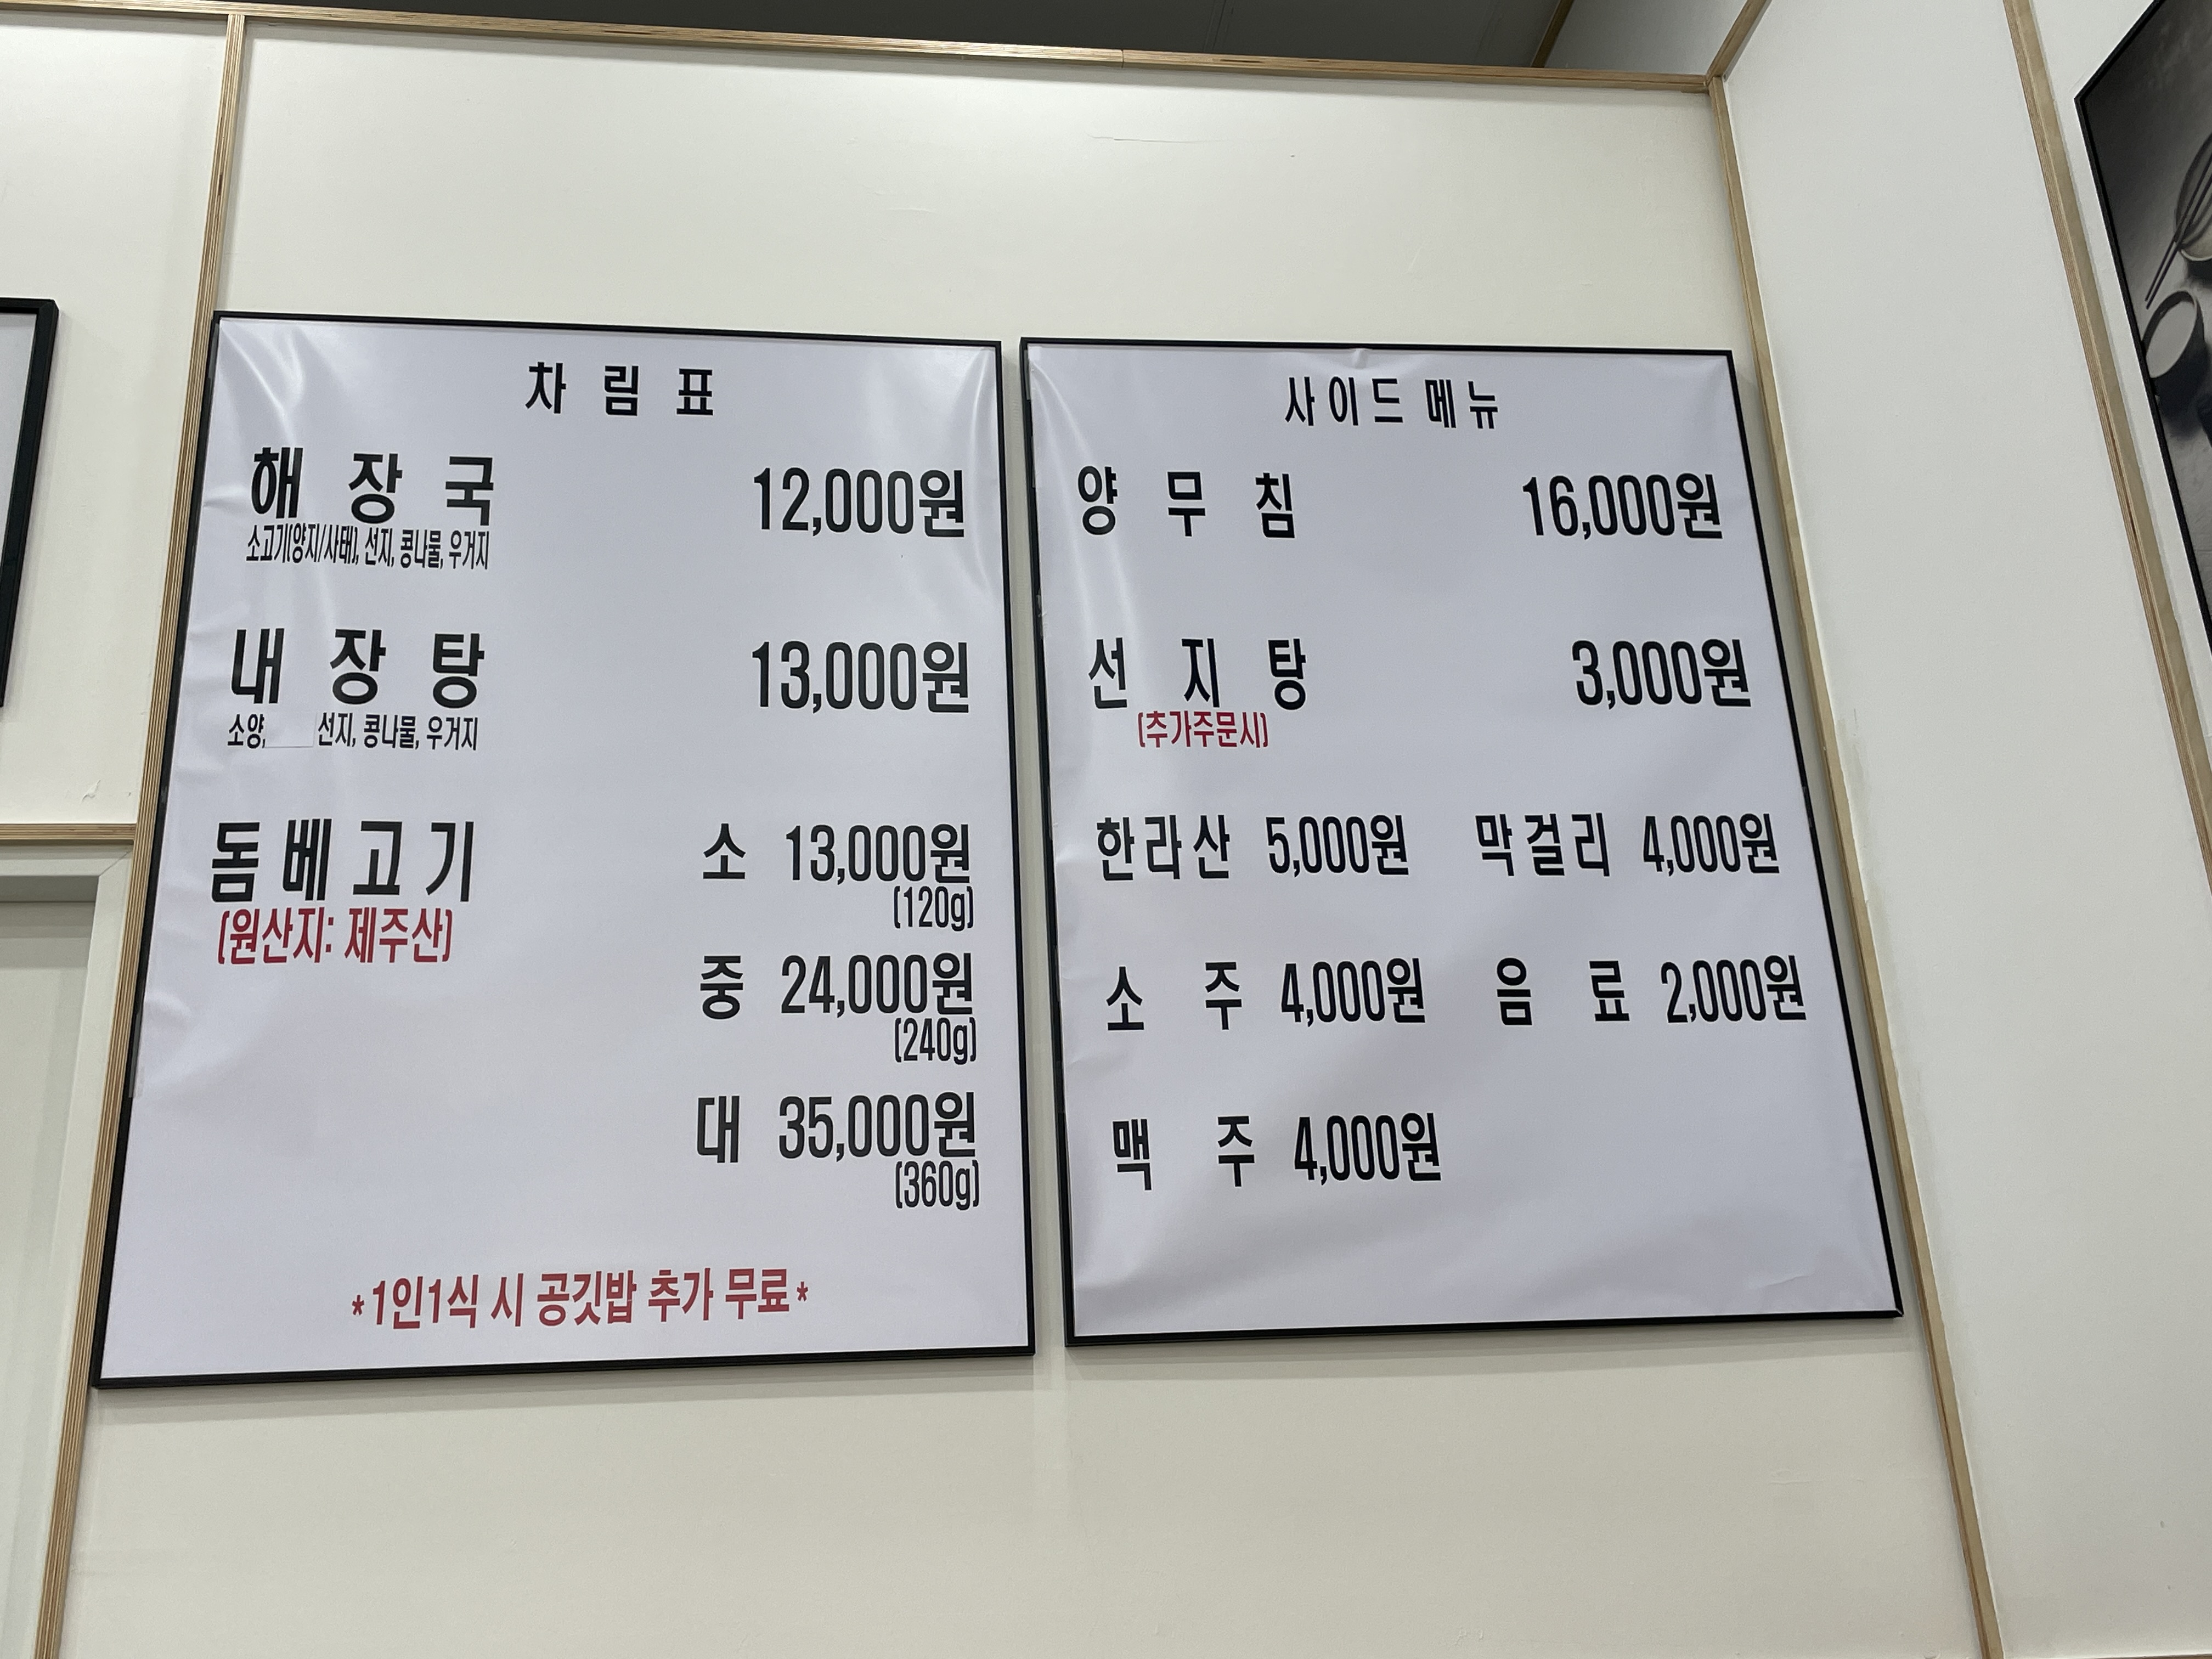 차림표
해장국 12,000원
소고기(양지/사태), 선지, 콩나물, 우거지
내장탕 13,000원
소양, 선지, 콩나물, 우거지
돔베고기 소 13,000원
(120g)
(원산지: 제주산)
중 24,000원
(240g)
대 35,000원
(360g)
*1인1식 시 공깃밥 추가 무료*
사이드 메뉴
양무침 16,000원
선지탕 3,000원
(추가주문시)
한라산 5,000원 막걸리 4,000원
소주 4,000원 음료 2,000원
맥주 4,000원